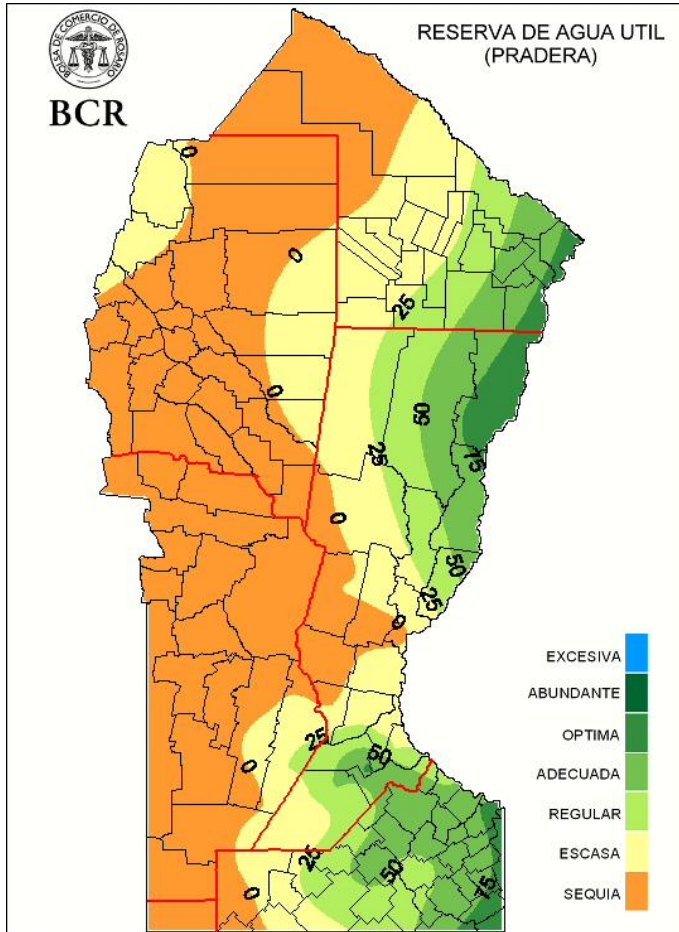 BOLSA DE COMERCIO DE ROSARIO
BCR
RESERVA DE AGUA UTIL
(PRADERA)
0
0
25
0
50
25
75
0
50
25
0
25
50
0
25
50
0
75
EXCESIVA
ABUNDANTE
OPTIMA
ADECUADA
REGULAR
ESCASA
SEQUIA